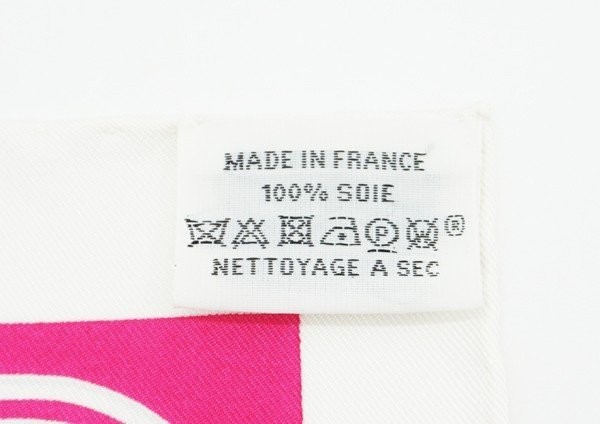 MADE IN FRANCE
100% SOIE
P ®
NETTOYAGE A SEC